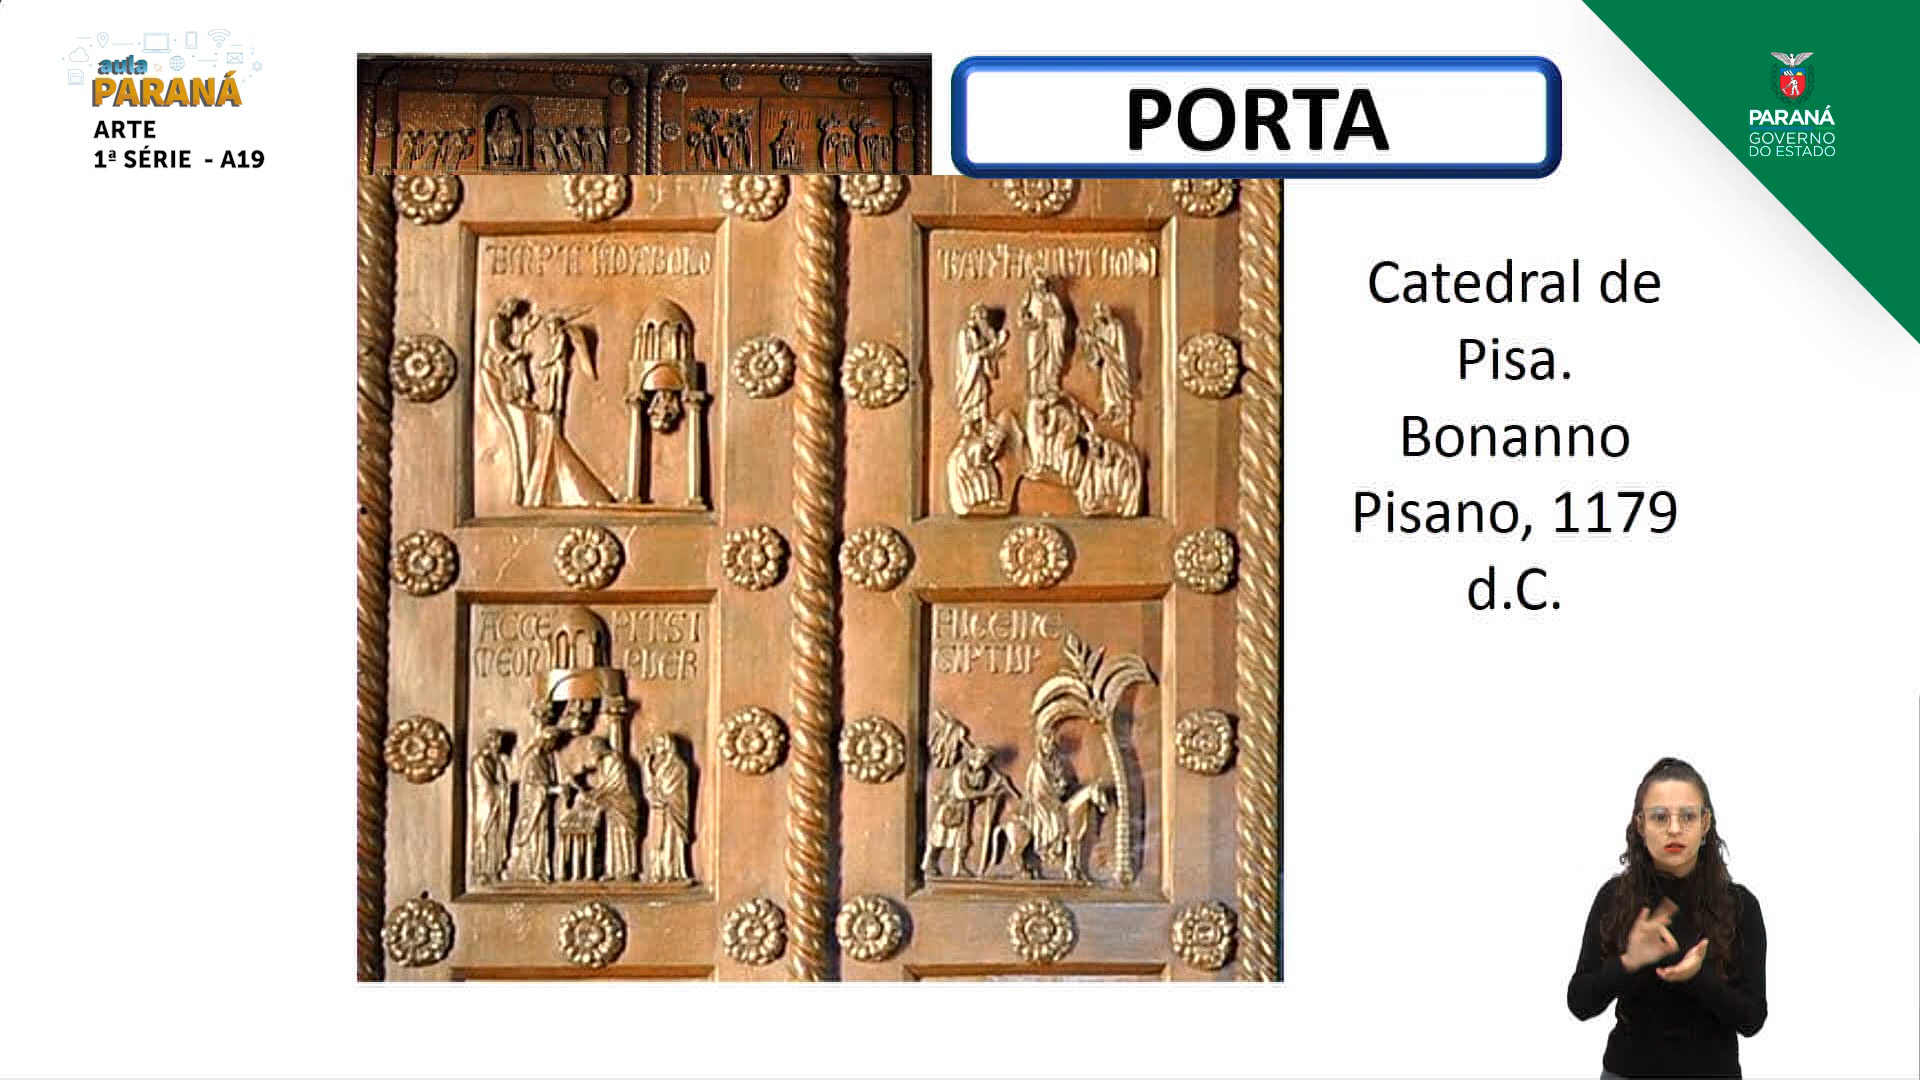 aula
PARANÁ
ARTE
1ª SÉRIE - A19
PORTA
PARANÁ
GOVERNO
DO ESTADO
Catedral de
Pisa.
Bonanno
Pisano, 1179
d.C.